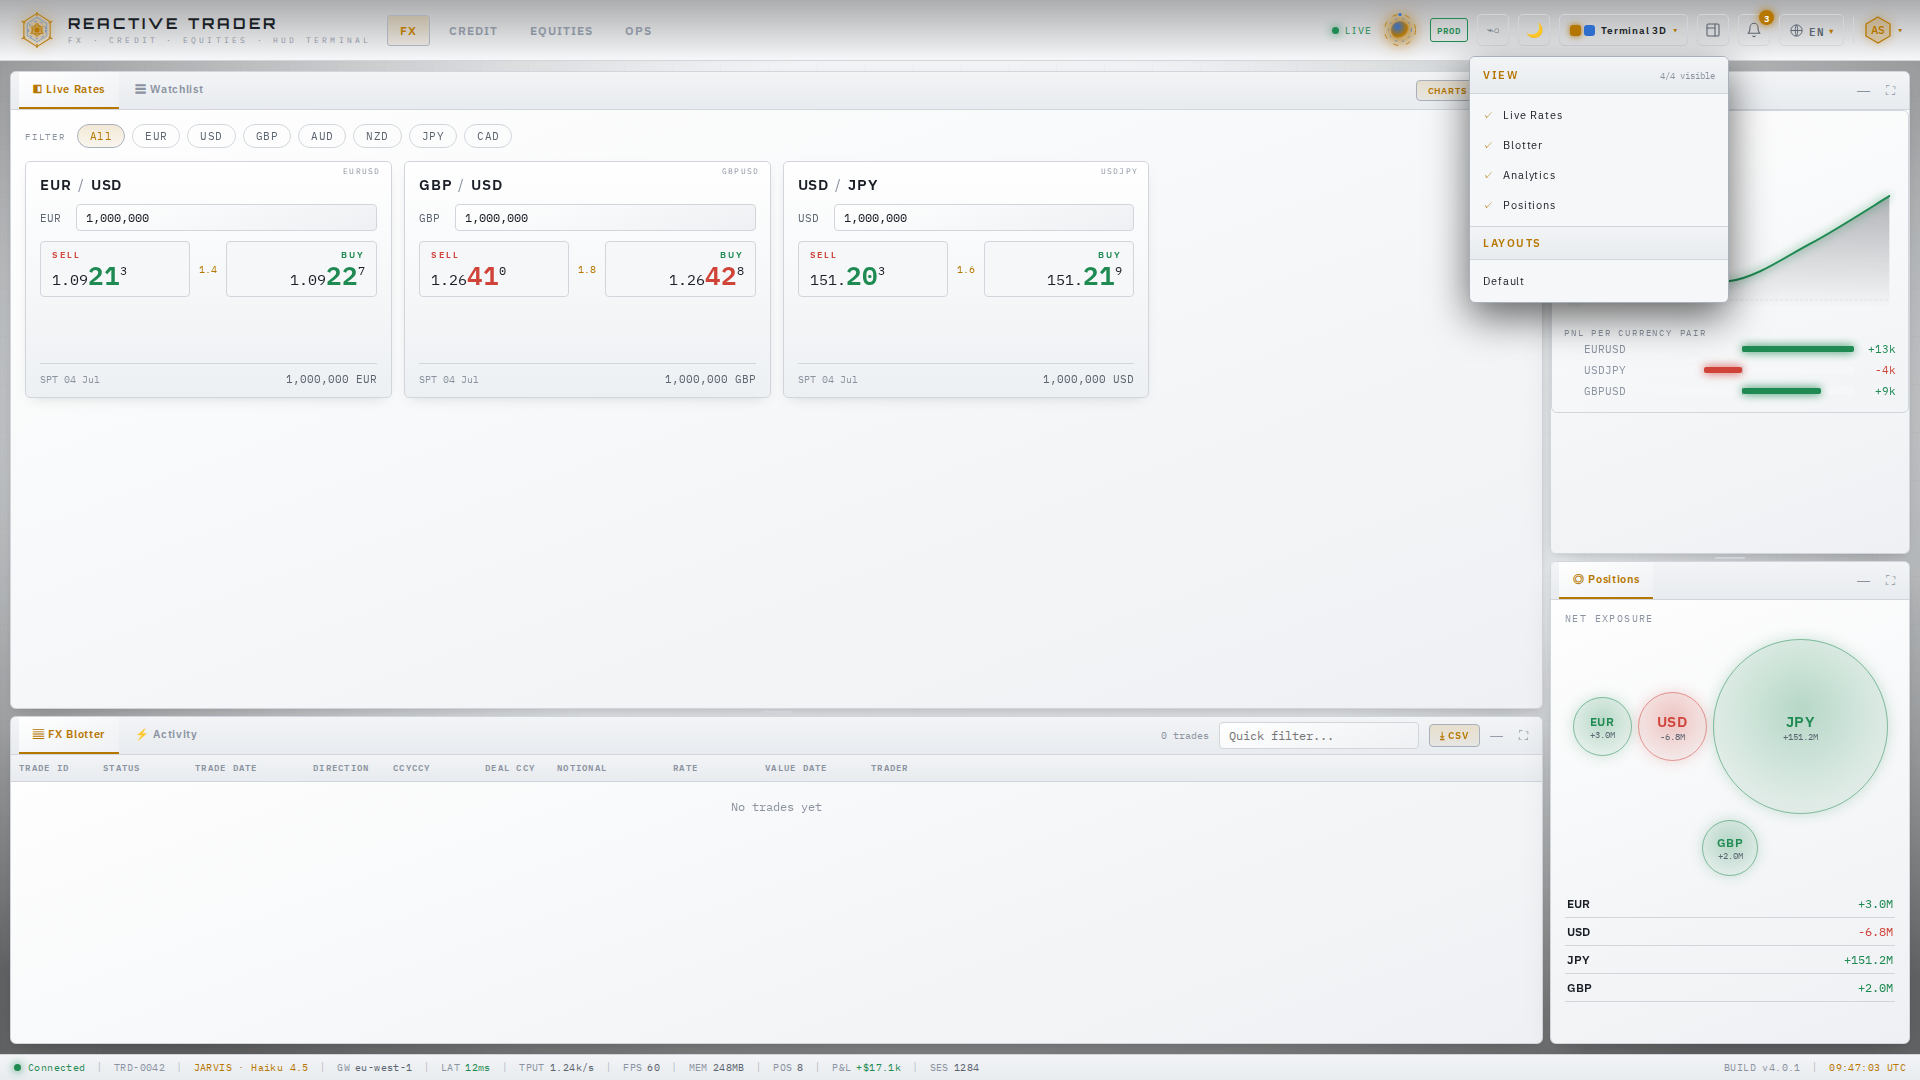 REACTIVE TRADER
FX · CREDIT · EQUITIES · HUD TERMINAL
FX CREDIT EQUITIES OPS
LIVE
PROD
Terminal 3D
3
EN
AS
Live Rates
Watchlist
CHARTS
FILTER All EUR USD GBP AUD NZD JPY CAD
EURUSD
EUR / USD
EUR 1,000,000
SELL
1.09213
1.4
BUY
1.09227
SPT 04 Jul 1,000,000 EUR
GBPUSD
GBP / USD
GBP 1,000,000
SELL
1.26410
1.8
BUY
1.26428
SPT 04 Jul 1,000,000 GBP
USDJPY
USD / JPY
USD 1,000,000
SELL
151.203
1.6
BUY
151.219
SPT 04 Jul 1,000,000 USD
VIEW 4/4 visible
✓ Live Rates
✓ Blotter
✓ Analytics
✓ Positions
LAYOUTS
Default
PNL PER CURRENCY PAIR
EURUSD +13k
USDJPY -4k
GBPUSD +9k
Positions
NET EXPOSURE
EUR
+3.0M
USD
-6.8M
JPY
+151.2M
GBP
+2.0M
EUR +3.0M
USD -6.8M
JPY +151.2M
GBP +2.0M
FX Blotter
Activity
0 trades
Quick filter...
CSV
TRADE ID STATUS TRADE DATE DIRECTION CCYCCY DEAL CCY NOTIONAL RATE VALUE DATE TRADER
No trades yet
Connected | TRD-0042 | JARVIS · Haiku 4.5 | GW eu-west-1 | LAT 12ms | TPUT 1.24k/s | FPS 60 | MEM 248MB | POS 8 | P&L +$17.1k | SES 1284
BUILD v4.0.1 | 09:47:03 UTC